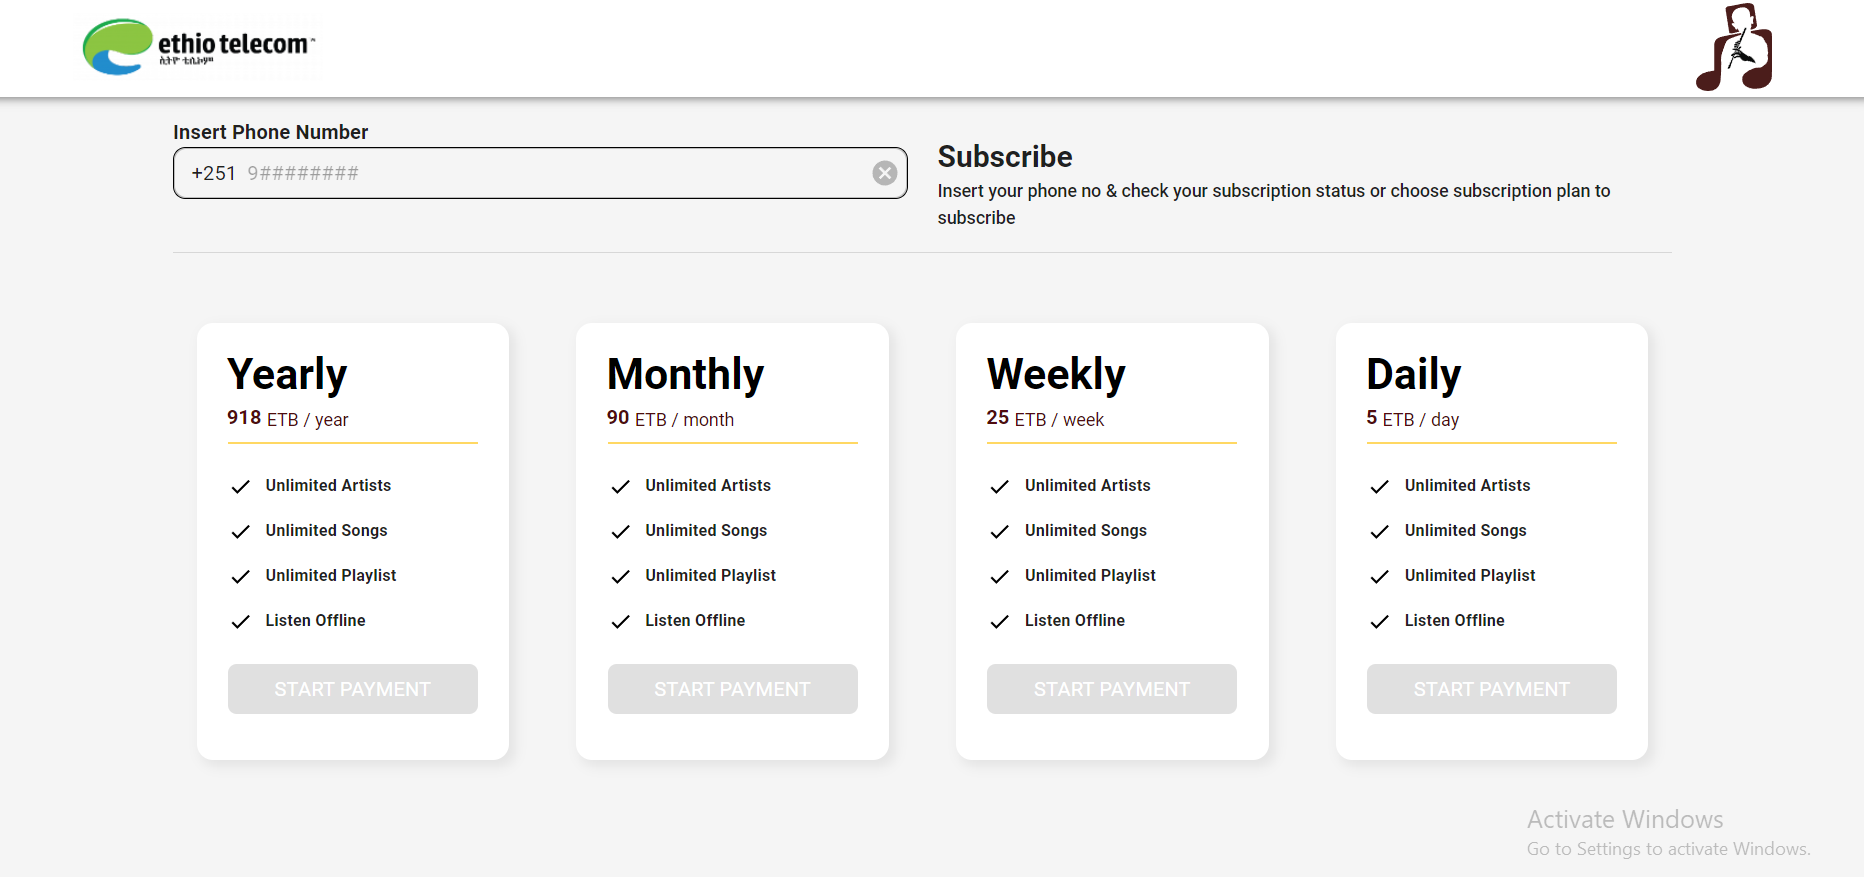 ethio telecom™
ኢትዮ ቴሌኮም
Insert Phone Number
+251 9########
Subscribe
Insert your phone no & check your subscription status or choose subscription plan to
subscribe
Yearly
918 ETB / year
Unlimited Artists
Unlimited Songs
Unlimited Playlist
Listen Offline
START PAYMENT
Monthly
90 ETB / month
Unlimited Artists
Unlimited Songs
Unlimited Playlist
Listen Offline
START PAYMENT
Weekly
25 ETB / week
Unlimited Artists
Unlimited Songs
Unlimited Playlist
Listen Offline
START PAYMENT
Daily
5 ETB / day
Unlimited Artists
Unlimited Songs
Unlimited Playlist
Listen Offline
START PAYMENT
Activate Windows
Go to Settings to activate Windows.